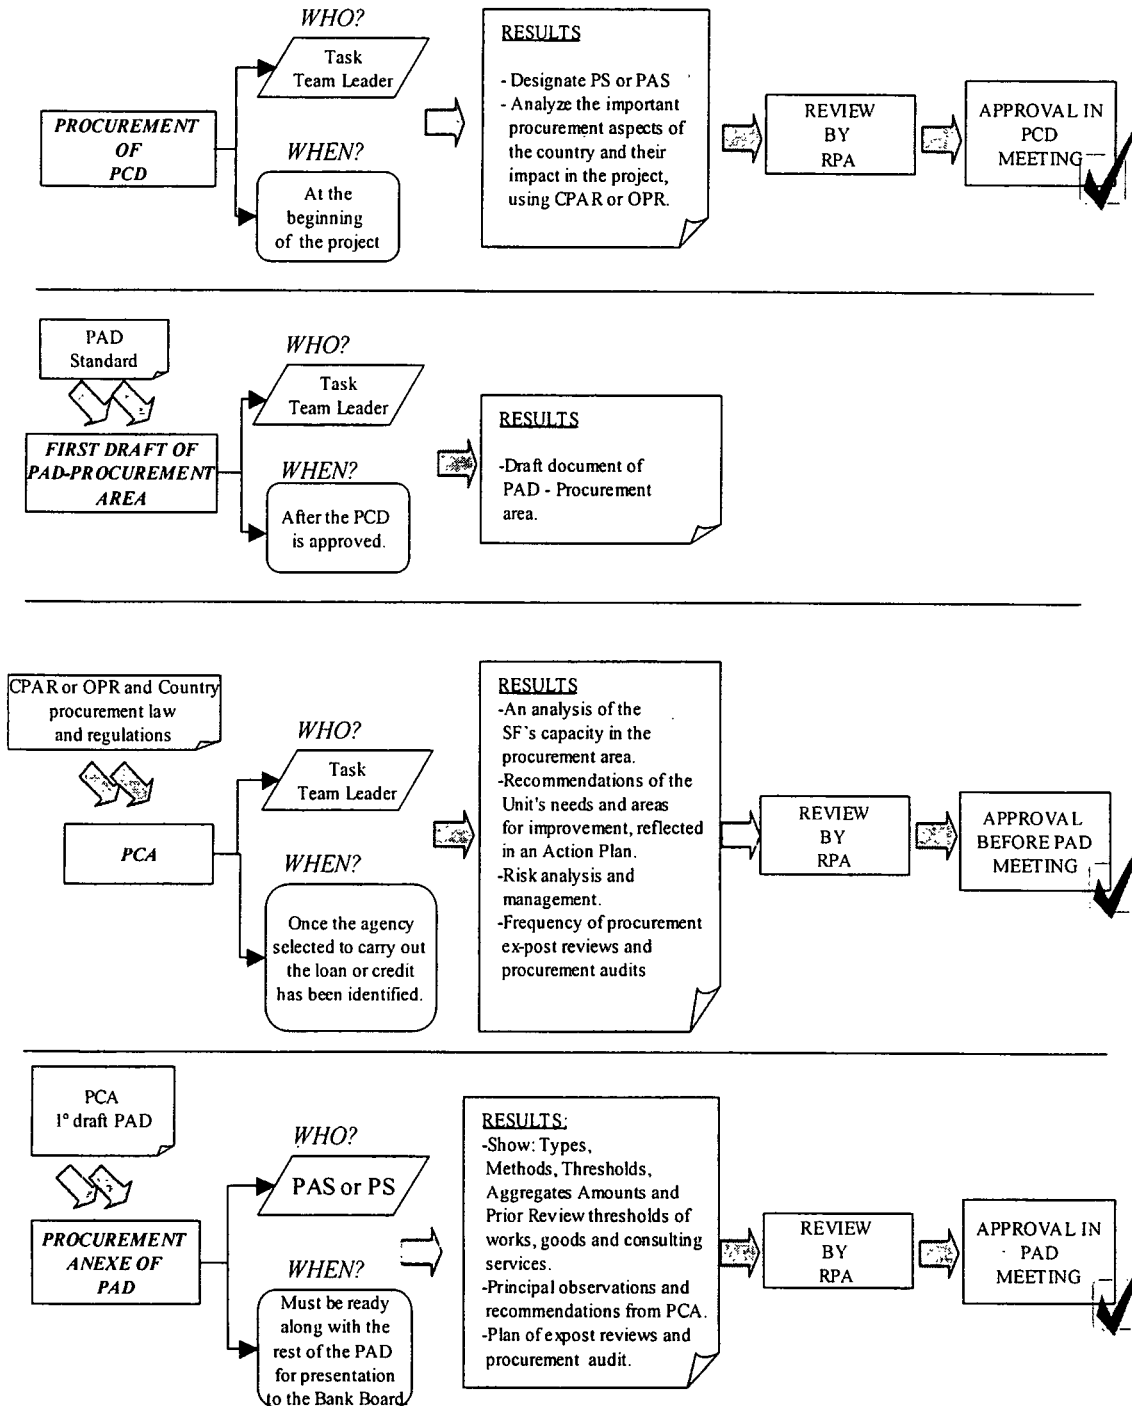 WHO?
Task
Team Leader
PROCUREMENT
OF
PCD
WHEN?
At the
beginning
of the project
RESULTS
- Designate PS or PAS
- Analyze the important
procurement aspects of
the country and their
impact in the project,
using CPAR or OPR.
REVIEW
BY
RPA
APPROVAL IN
PCD
MEETING
PAD
Standard
WHO?
Task
Team Leader
FIRST DRAFT OF
PAD-PROCUREMENT
AREA
WHEN?
After the PCD
is approved.
RESULTS
-Draft document of
PAD - Procurement
area.
CPAR or OPR and Country
procurement law
and regulations
WHO?
Task
Team Leader
PCA
WHEN?
Once the agency
selected to carry out
the loan or credit
has been identified.
RESULTS
-An analysis of the
SF's capacity in the
procurement area.
-Recommendations of the
Unit's needs and areas
for improvement, reflected
in an Action Plan.
-Risk analysis and
management.
-Frequency of procurement
ex-post reviews and
procurement audits
REVIEW
BY
RPA
APPROVAL
BEFORE PAD
MEETING
PCA
1° draft PAD
WHO?
PAS or PS
PROCUREMENT
ANEXE OF
PAD
WHEN?
Must be ready
along with the
rest of the PAD
for presentation
to the Bank Board
RESULTS:
-Show: Types,
Methods, Thresholds,
Aggregates Amounts and
Prior Review thresholds of
works, goods and consulting
services.
-Principal observations and
recommendations from PCA.
-Plan of expost reviews and
procurement audit.
REVIEW
BY
RPA
APPROVAL IN
PAD
MEETING